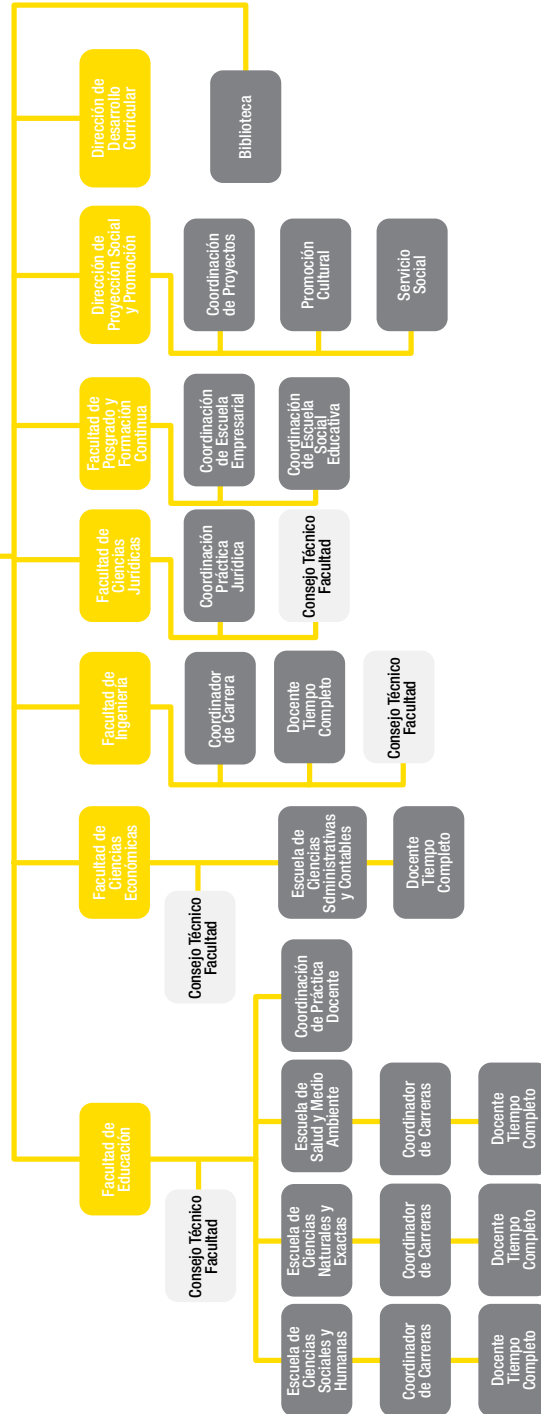 Facultad de
Educación
Consejo Técnico
Facultad
Escuela de
Ciencias
Sociales y
Humanas
Coordinador
de Carreras
Docente
Tiempo
Completo
Escuela de
Ciencias
Naturales y
Exactas
Coordinador
de Carreras
Docente
Tiempo
Completo
Escuela de
Salud y Medio
Ambiente
Coordinador
de Carreras
Docente
Tiempo
Completo
Coordinación
de Práctica
Docente
Facultad de
Ciencias
Económicas
Consejo Técnico
Facultad
Escuela de
Ciencias
Sdministrativas
y Contables
Docente
Tiempo
Completo
Facultad de
Ingeniería
Coordinador
de Carrera
Docente
Tiempo
Completo
Consejo Técnico
Facultad
Facultad de
Ciencias
Jurídicas
Coordinación
Práctica
Jurídica
Consejo Técnico
Facultad
Facultad de
Posgrado y
Formación
Continua
Coordinación
de Escuela
Empresarial
Coordinación
de Escuela
Social
Educativa
Dirección de
Proyección Social
y Promoción
Coordinación
de Proyectos
Promoción
Cultural
Servicio
Social
Dirección de
Desarrollo
Curricular
Biblioteca